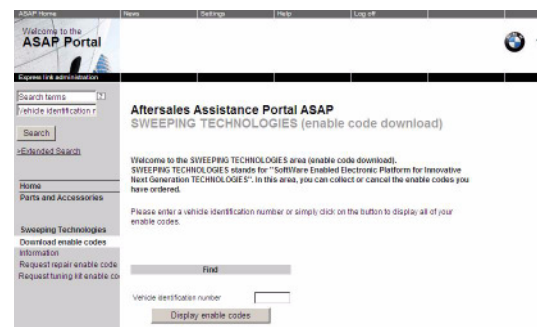 ASAP Home News Settings Help Log off
Welcome to the
ASAP Portal
Express link administration
Search terms
Vehicle identification r
Search
»Extended Search
Home
Parts and Accessories
Sweeping Technologies
Download enable codes
Information
Request repair enable code
Request tuning kit enable co
Aftersales Assistance Portal ASAP
SWEEPING TECHNOLOGIES (enable code download)
Welcome to the SWEEPING TECHNOLOGIES area (enable code download).
SWEEPING TECHNOLOGIES stands for "SoftWare Enabled Electronic Platform for Innovative
Next Generation TECHNOLOGIES". In this area, you can collect or cancel the enable codes you
have ordered.
Please enter a vehicle identification number or simply click on the button to display all of your
enable codes.
Find
Vehicle identification number
Display enable codes